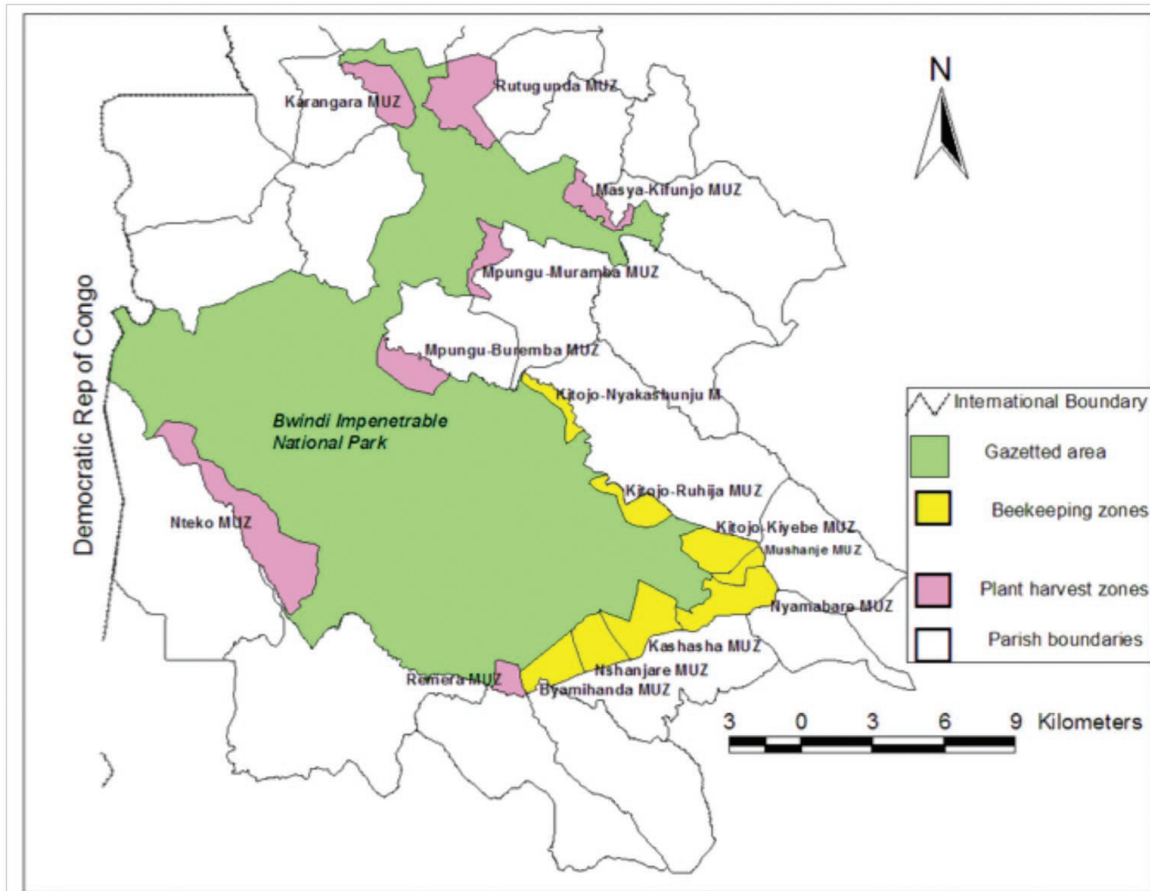 N
Karangara MUZ
Rutugunda MUZ
Masya-Kifunjo MUZ
Mpungu-Muramba MUZ
Democratic Rep of Congo
Mpungu-Buremba MUZ
Kitojo-Nyakashunju M
Bwindi Impenetrable
National Park
Kitojo-Ruhija MUZ
Nteko MUZ
Kitojo-Kiyebe MUZ
Mushanje MUZ
Nyamabare MUZ
Kashasha MUZ
Nshanjare MUZ
Remera MUZ
Byamihanda MUZ
International Boundary
Gazetted area
Beekeeping zones
Plant harvest zones
Parish boundaries
3 0 3 6 9 Kilometers